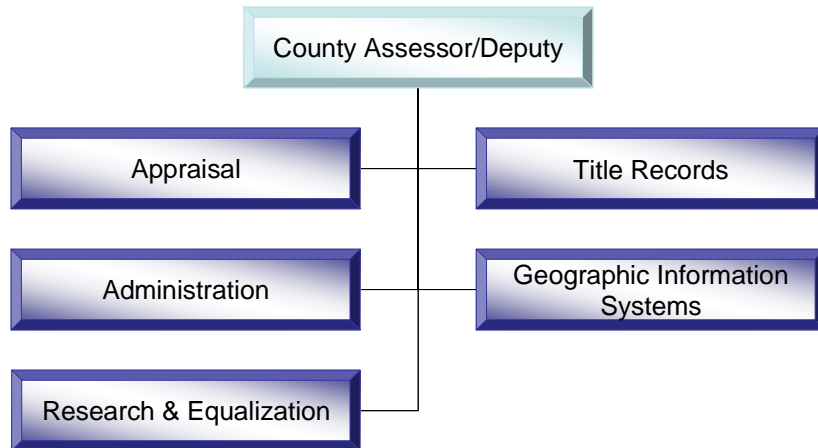 County Assessor/Deputy
Appraisal
Title Records
Administration
Geographic Information
Systems
Research & Equalization